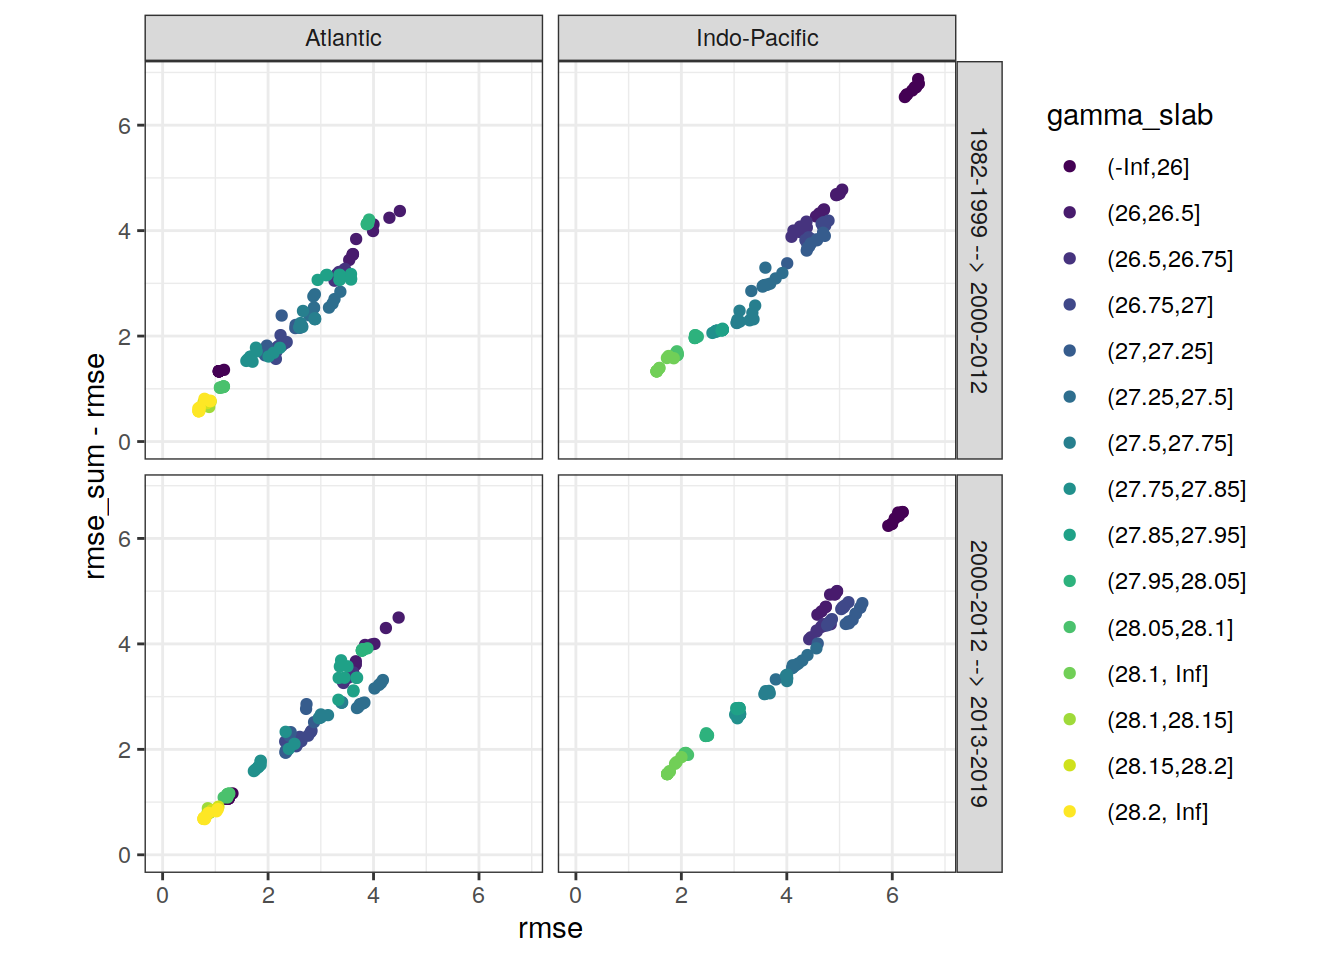 Atlantic
Indo-Pacific
1982-1999 --> 2000-2012
2000-2012 --> 2013-2019
rmse_sum - rmse
6
4
2
0
6
4
2
0
0
2
4
6
0
2
4
6
rmse
gamma_slab
(-Inf,26]
(26,26.5]
(26.5,26.75]
(26.75,27]
(27,27.25]
(27.25,27.5]
(27.5,27.75]
(27.75,27.85]
(27.85,27.95]
(27.95,28.05]
(28.05,28.1]
(28.1, Inf]
(28.1,28.15]
(28.15,28.2]
(28.2, Inf]